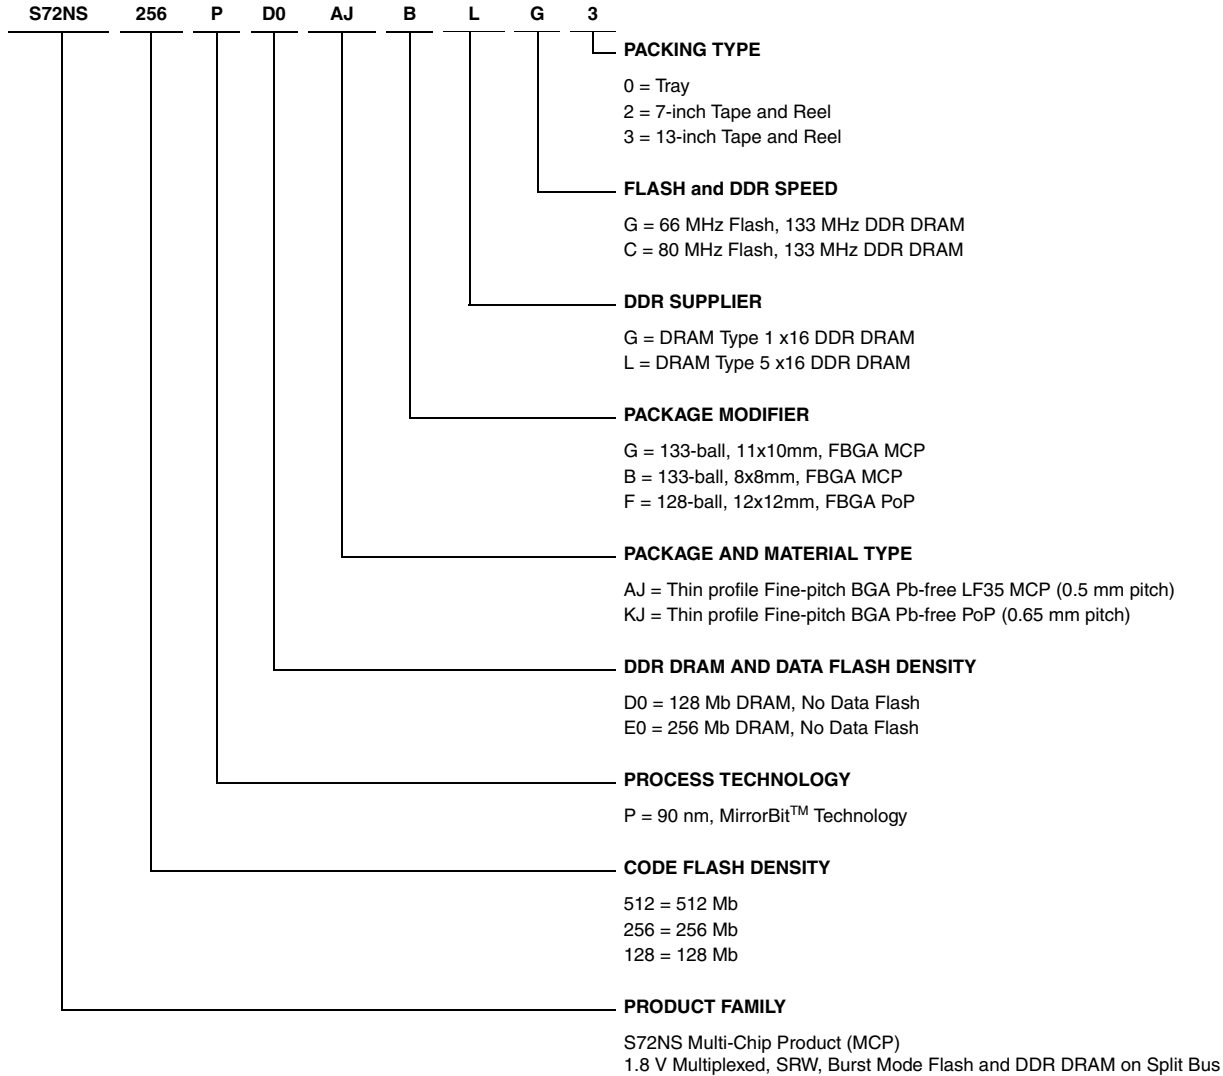 S72NS 256 P D0 AJ B L G 3
PACKING TYPE
0 = Tray
2 = 7-inch Tape and Reel
3 = 13-inch Tape and Reel
FLASH and DDR SPEED
G = 66 MHz Flash, 133 MHz DDR DRAM
C = 80 MHz Flash, 133 MHz DDR DRAM
DDR SUPPLIER
G = DRAM Type 1 x16 DDR DRAM
L = DRAM Type 5 x16 DDR DRAM
PACKAGE MODIFIER
G = 133-ball, 11x10mm, FBGA MCP
B = 133-ball, 8x8mm, FBGA MCP
F = 128-ball, 12x12mm, FBGA PoP
PACKAGE AND MATERIAL TYPE
AJ = Thin profile Fine-pitch BGA Pb-free LF35 MCP (0.5 mm pitch)
KJ = Thin profile Fine-pitch BGA Pb-free PoP (0.65 mm pitch)
DDR DRAM AND DATA FLASH DENSITY
D0 = 128 Mb DRAM, No Data Flash
E0 = 256 Mb DRAM, No Data Flash
PROCESS TECHNOLOGY
P = 90 nm, MirrorBit™ Technology
CODE FLASH DENSITY
512 = 512 Mb
256 = 256 Mb
128 = 128 Mb
PRODUCT FAMILY
S72NS Multi-Chip Product (MCP)
1.8 V Multiplexed, SRW, Burst Mode Flash and DDR DRAM on Split Bus